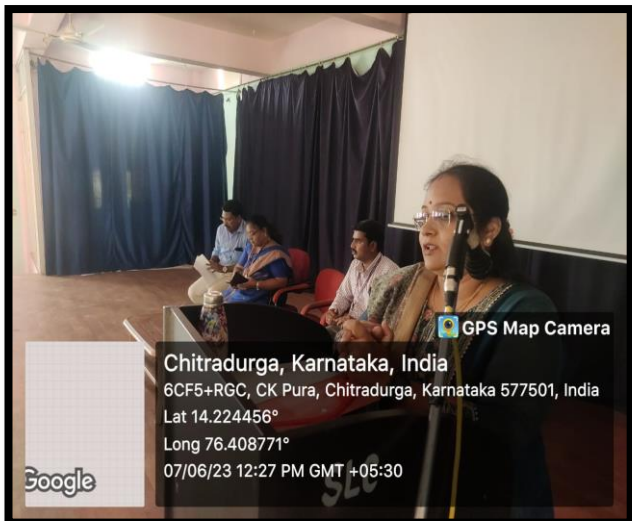 GPS Map Camera
Chitradurga, Karnataka, India
6CF5+RGC, CK Pura, Chitradurga, Karnataka 577501, India
Lat 14.224456°
Long 76.408771°
07/06/23 12:27 PM GMT +05:30
Google
SLC